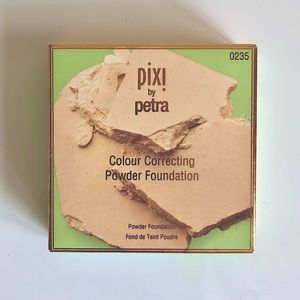 0235
pixi
by
petra
Colour Correcting
Powder Foundation
Powder Foundation
Fond de Teint Poudre